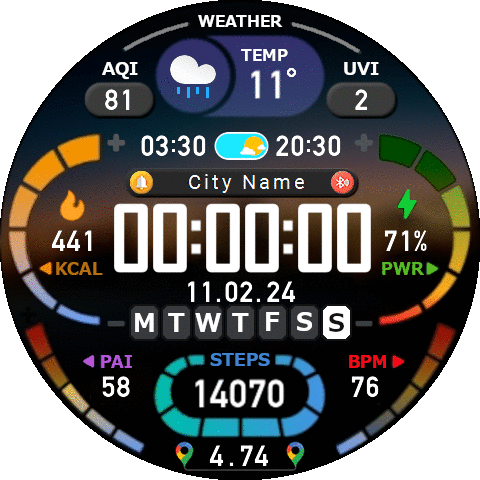 WEATHER
TEMP
11°
AQI
81
UVI
2
03:30
20:30
City Name
00:00:00
441
KCAL
71%
PWR
11.02.24
M T W T F S S
PAI
58
STEPS
14070
BPM
76
4.74